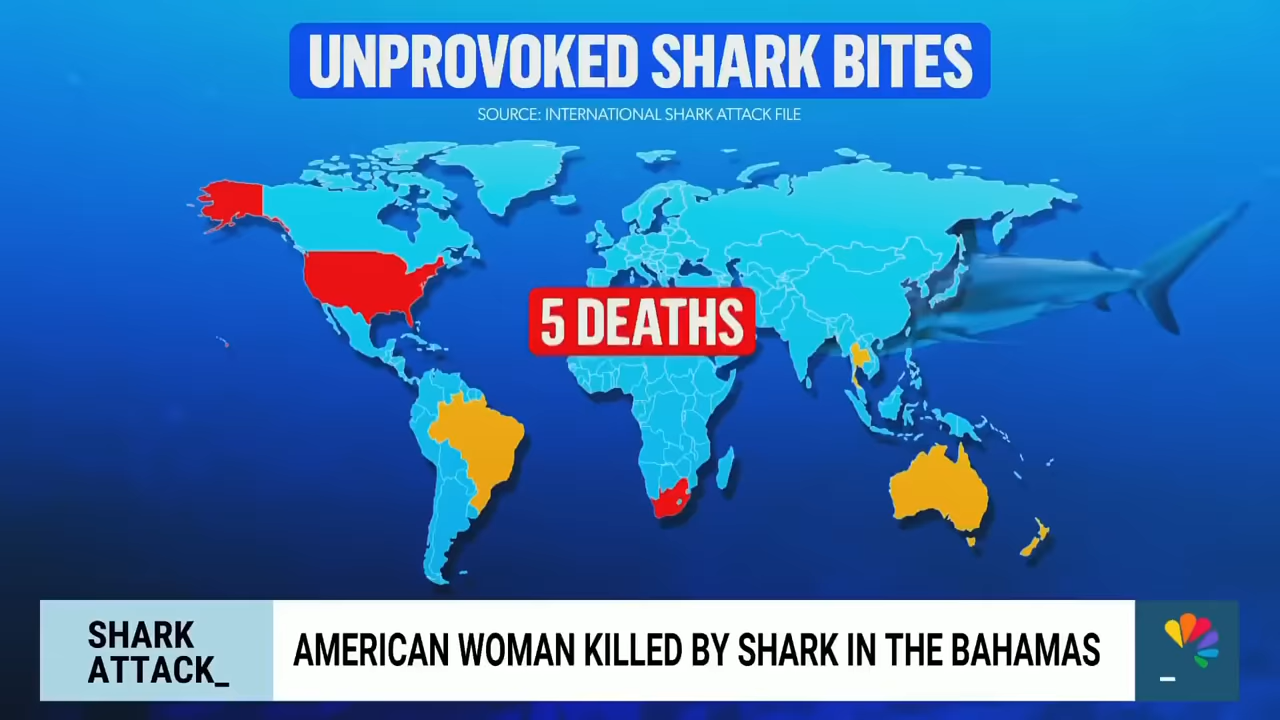 UNPROVOKED SHARK BITES
SOURCE: INTERNATIONAL SHARK ATTACK FILE
5 DEATHS
SHARK
ATTACK_
AMERICAN WOMAN KILLED BY SHARK IN THE BAHAMAS